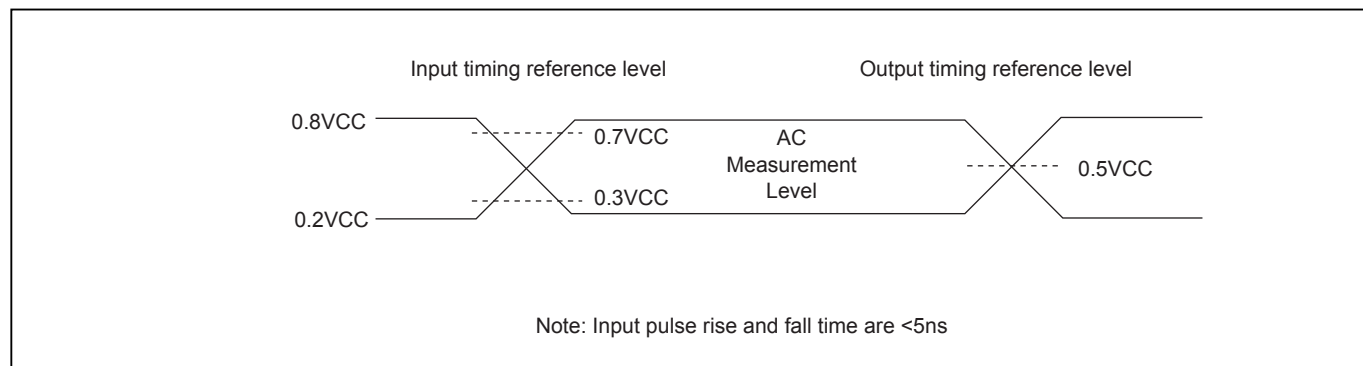 Input timing reference level
Output timing reference level
0.8VCC
0.7VCC
AC
Measurement
Level
0.5VCC
0.3VCC
0.2VCC
Note: Input pulse rise and fall time are <5ns